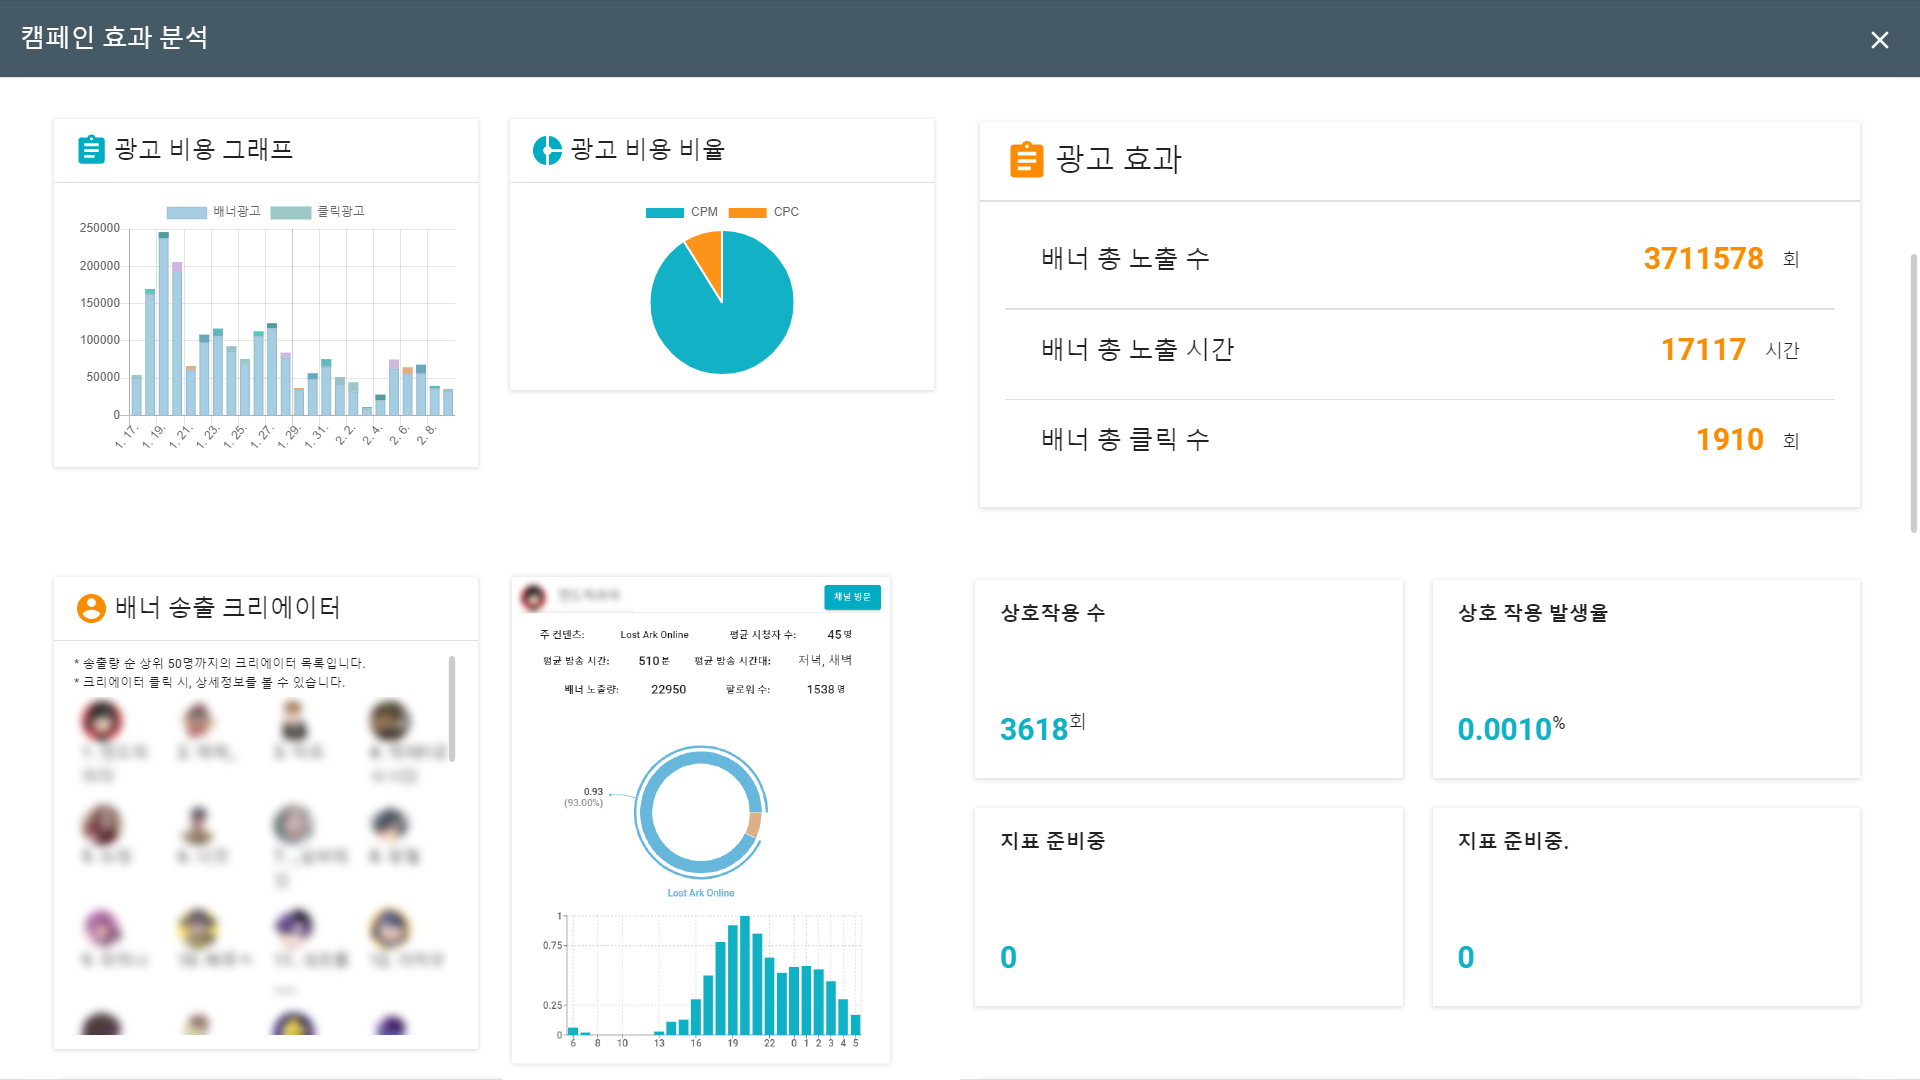 캠페인 효과 분석
광고 비용 그래프
배너광고 클릭광고
250000
200000
150000
100000
50000
0
1. 17. 1. 19. 1. 21. 1. 23. 1. 25. 1. 27. 1. 29. 1. 31. 2. 2. 2. 4. 2. 6. 2. 8.
광고 비용 비율
CPM CPC
광고 효과
배너 총 노출 수 3711578 회
배너 총 노출 시간 17117 시간
배너 총 클릭 수 1910 회
배너 송출 크리에이터
* 송출량 순 상위 50명까지의 크리에이터 목록입니다.
* 크리에이터 클릭 시, 상세정보를 볼 수 있습니다.
채널 방문
주 컨텐츠: Lost Ark Online 평균 시청자 수: 45 명
평균 방송 시간: 510 분 평균 방송 시간대: 저녁, 새벽
배너 노출량: 22950 팔로워 수: 1538 명
0.93
(93.00%)
Lost Ark Online
1
0.75
0.25
0
6 8 10 13 16 19 22 0 1 2 3 4 5
상호작용 수
3618회
상호 작용 발생율
0.0010%
지표 준비중
0
지표 준비중.
0